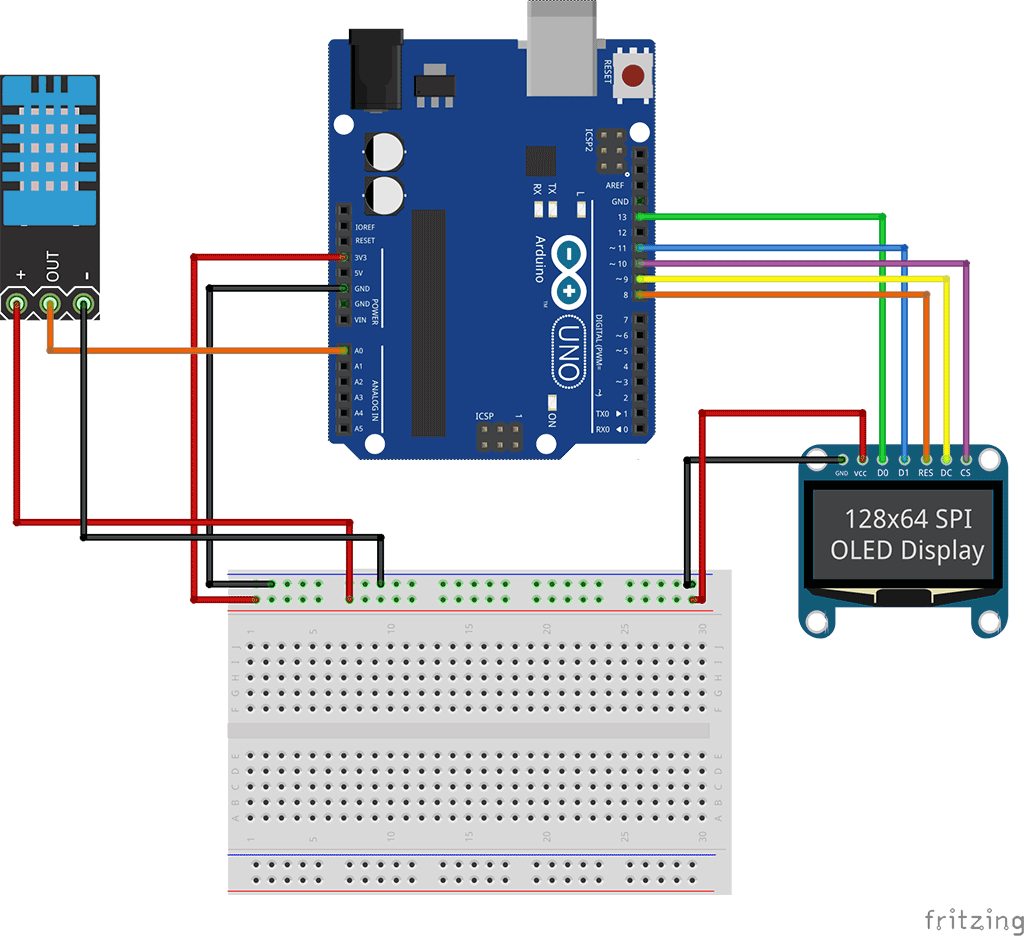 +
OUT
-
RESET
ICSP2
AREF
GND
13
12
~ 11
~ 10
~ 9
8
7
~ 6
~ 5
4
~ 3
2
TX0 ▶ 1
RX0 ◀ 0
RX
TX
L
Arduino
TM
UNO
DIGITAL (PWM= ~)
IOREF
RESET
3V3
5V
GND
GND
VIN
POWER
A0
A1
A2
A3
A4
A5
ANALOG IN
ICSP
1
ON
GND
VCC
D0
D1
RES
DC
CS
128x64 SPI
OLED Display
1
5
10
15
20
25
30
J
I
H
G
F
J
I
H
G
F
E
D
C
B
A
E
D
C
B
A
1
5
10
15
20
25
30
fritzing